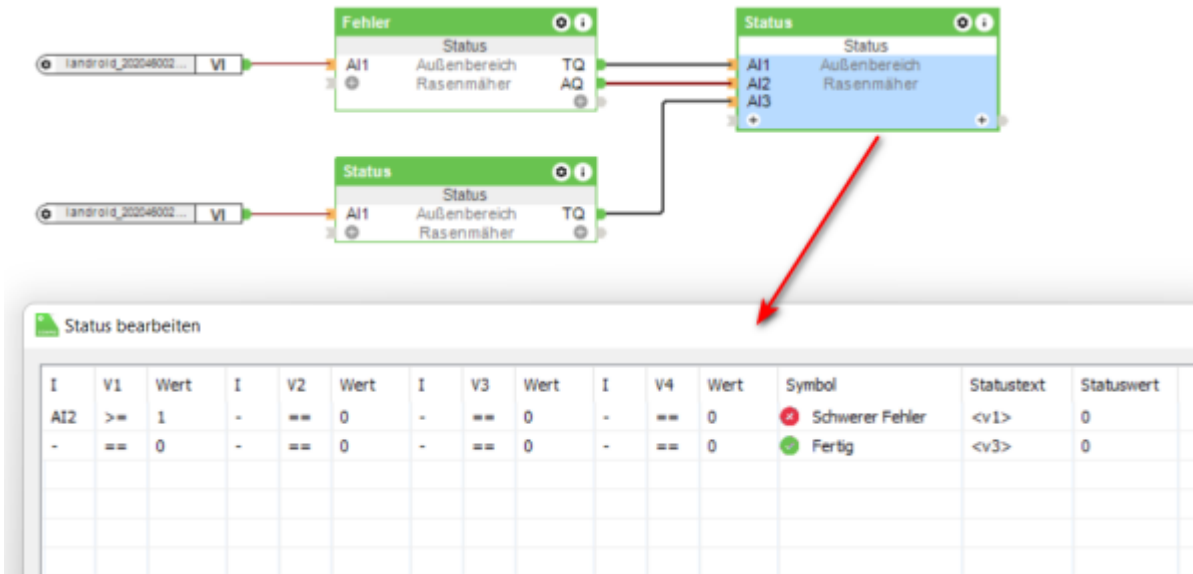 Fehler
Status
landroid_202046002... VI
AI1 Außenbereich TQ
Rasenmäher AQ
Status
Status
AI1 Außenbereich
AI2 Rasenmäher
AI3
Status
Status
landroid_202046002... VI
AI1 Außenbereich TQ
Rasenmäher
Status bearbeiten
I V1 Wert I V2 Wert I V3 Wert I V4 Wert Symbol Statustext Statuswert
AI2 >= 1 - == 0 - == 0 - == 0 Schwerer Fehler <v1> 0
- == 0 - == 0 - == 0 - == 0 Fertig <v3> 0